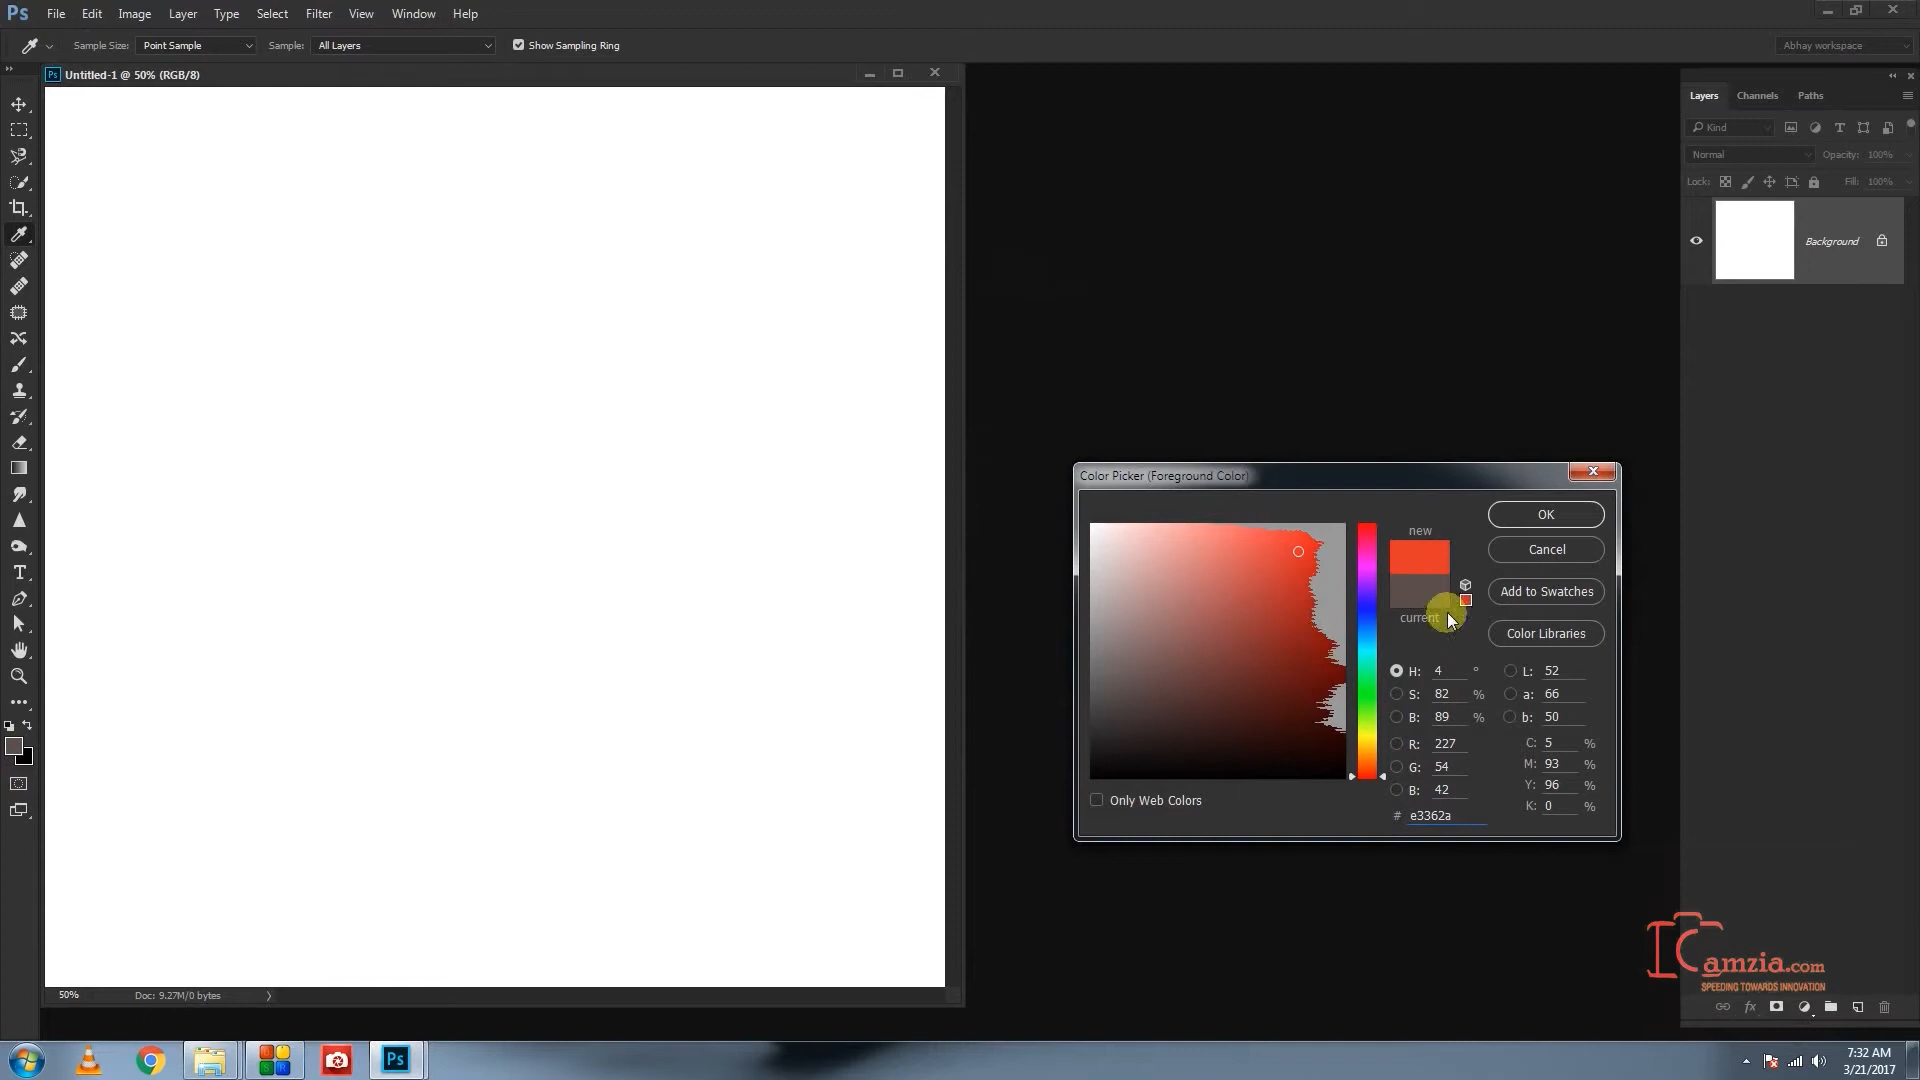 Ps File Edit Image Layer Type Select Filter View Window Help
Sample Size: Point Sample Sample: All Layers Show Sampling Ring Abhay workspace
Ps Untitled-1 @ 50% (RGB/8)
Layers Channels Paths
Kind
Normal Opacity: 100%
Lock: Fill: 100%
Background
Color Picker (Foreground Color)
new
current
OK
Cancel
Add to Swatches
Color Libraries
H: 4 ° L: 52
S: 82 % a: 66
B: 89 % b: 50
R: 227 C: 5 %
G: 54 M: 93 %
B: 42 Y: 96 %
K: 0 %
# e3362a
Only Web Colors
Camzia.com
SPEEDING TOWARDS INNOVATION
50% Doc: 9.27M/0 bytes
fx
Ps
7:32 AM
3/21/2017